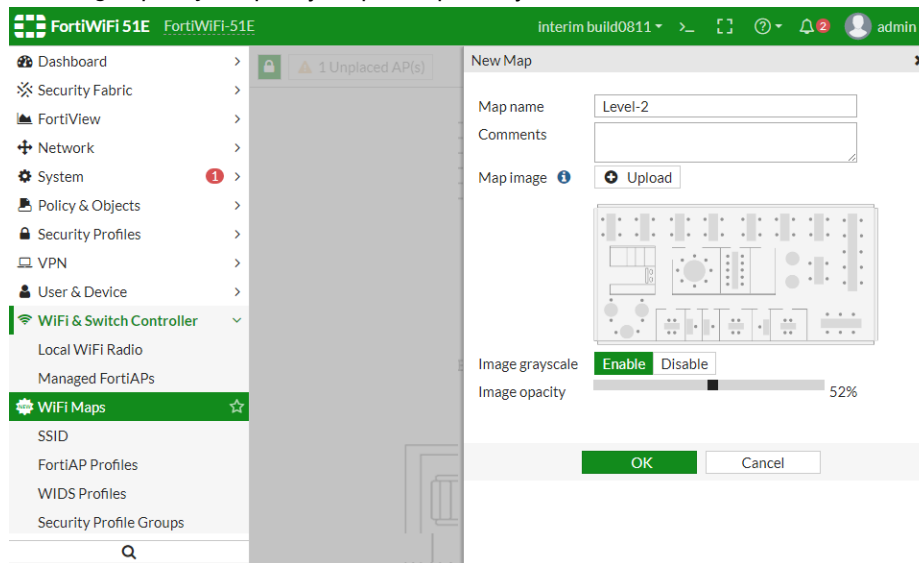 FortiWiFi 51E FortiWiFi-51E interim build0811 >_ admin 2
Dashboard
Security Fabric
FortiView
Network
System 1
Policy & Objects
Security Profiles
VPN
User & Device
WiFi & Switch Controller
Local WiFi Radio
Managed FortiAPs
WiFi Maps
SSID
FortiAP Profiles
WIDS Profiles
Security Profile Groups
1 Unplaced AP(s)
New Map
Map name Level-2
Comments
Map image Upload
Image grayscale Enable Disable
Image opacity 52%
OK Cancel